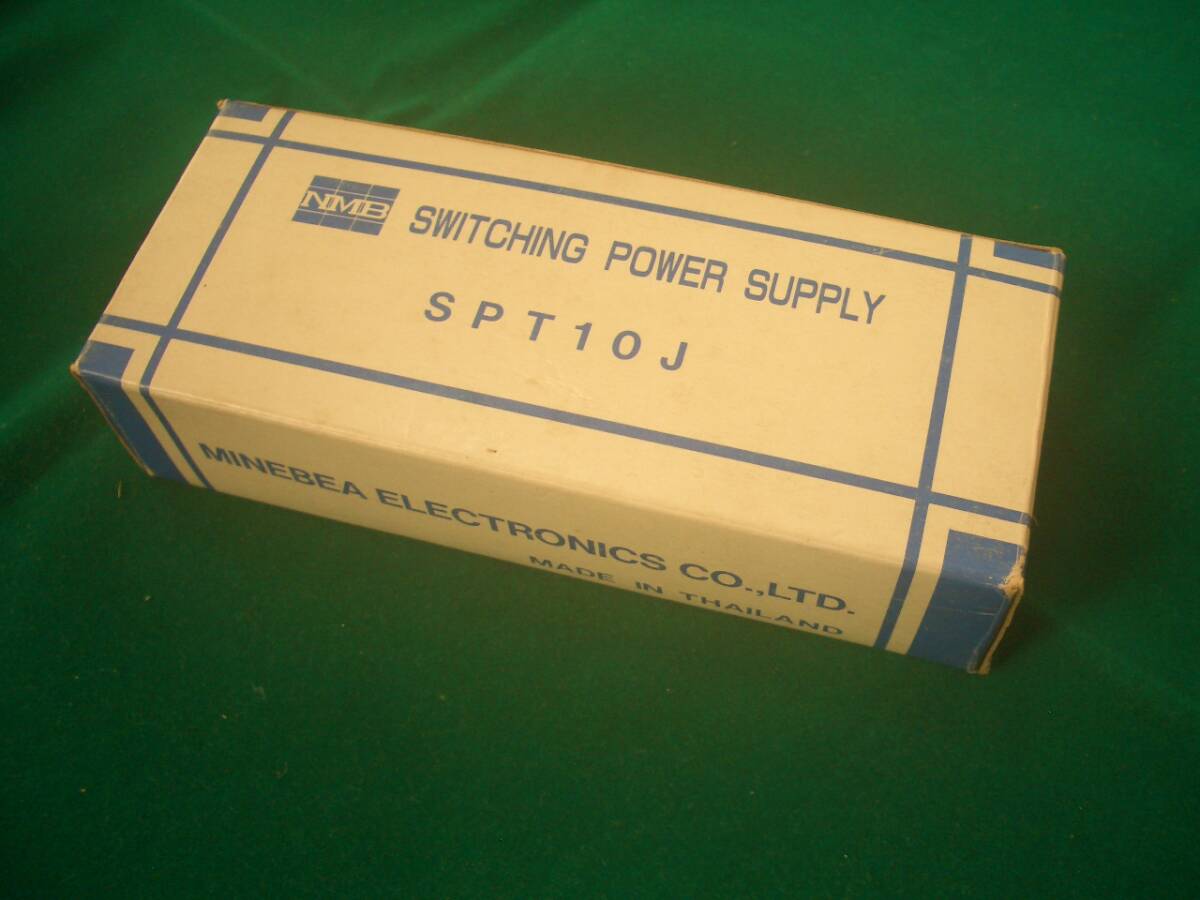 NMB SWITCHING POWER SUPPLY
SPT10J
MINEBEA ELECTRONICS CO.,LTD.
MADE IN THAILAND